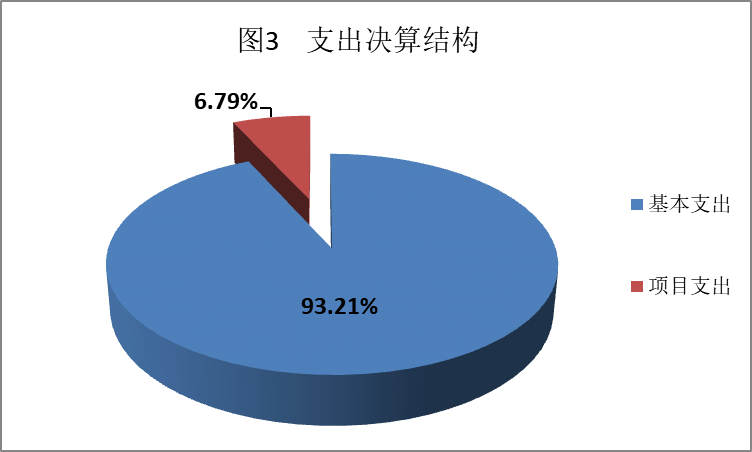 图3 支出决算结构
6.79%
基本支出
项目支出
93.21%